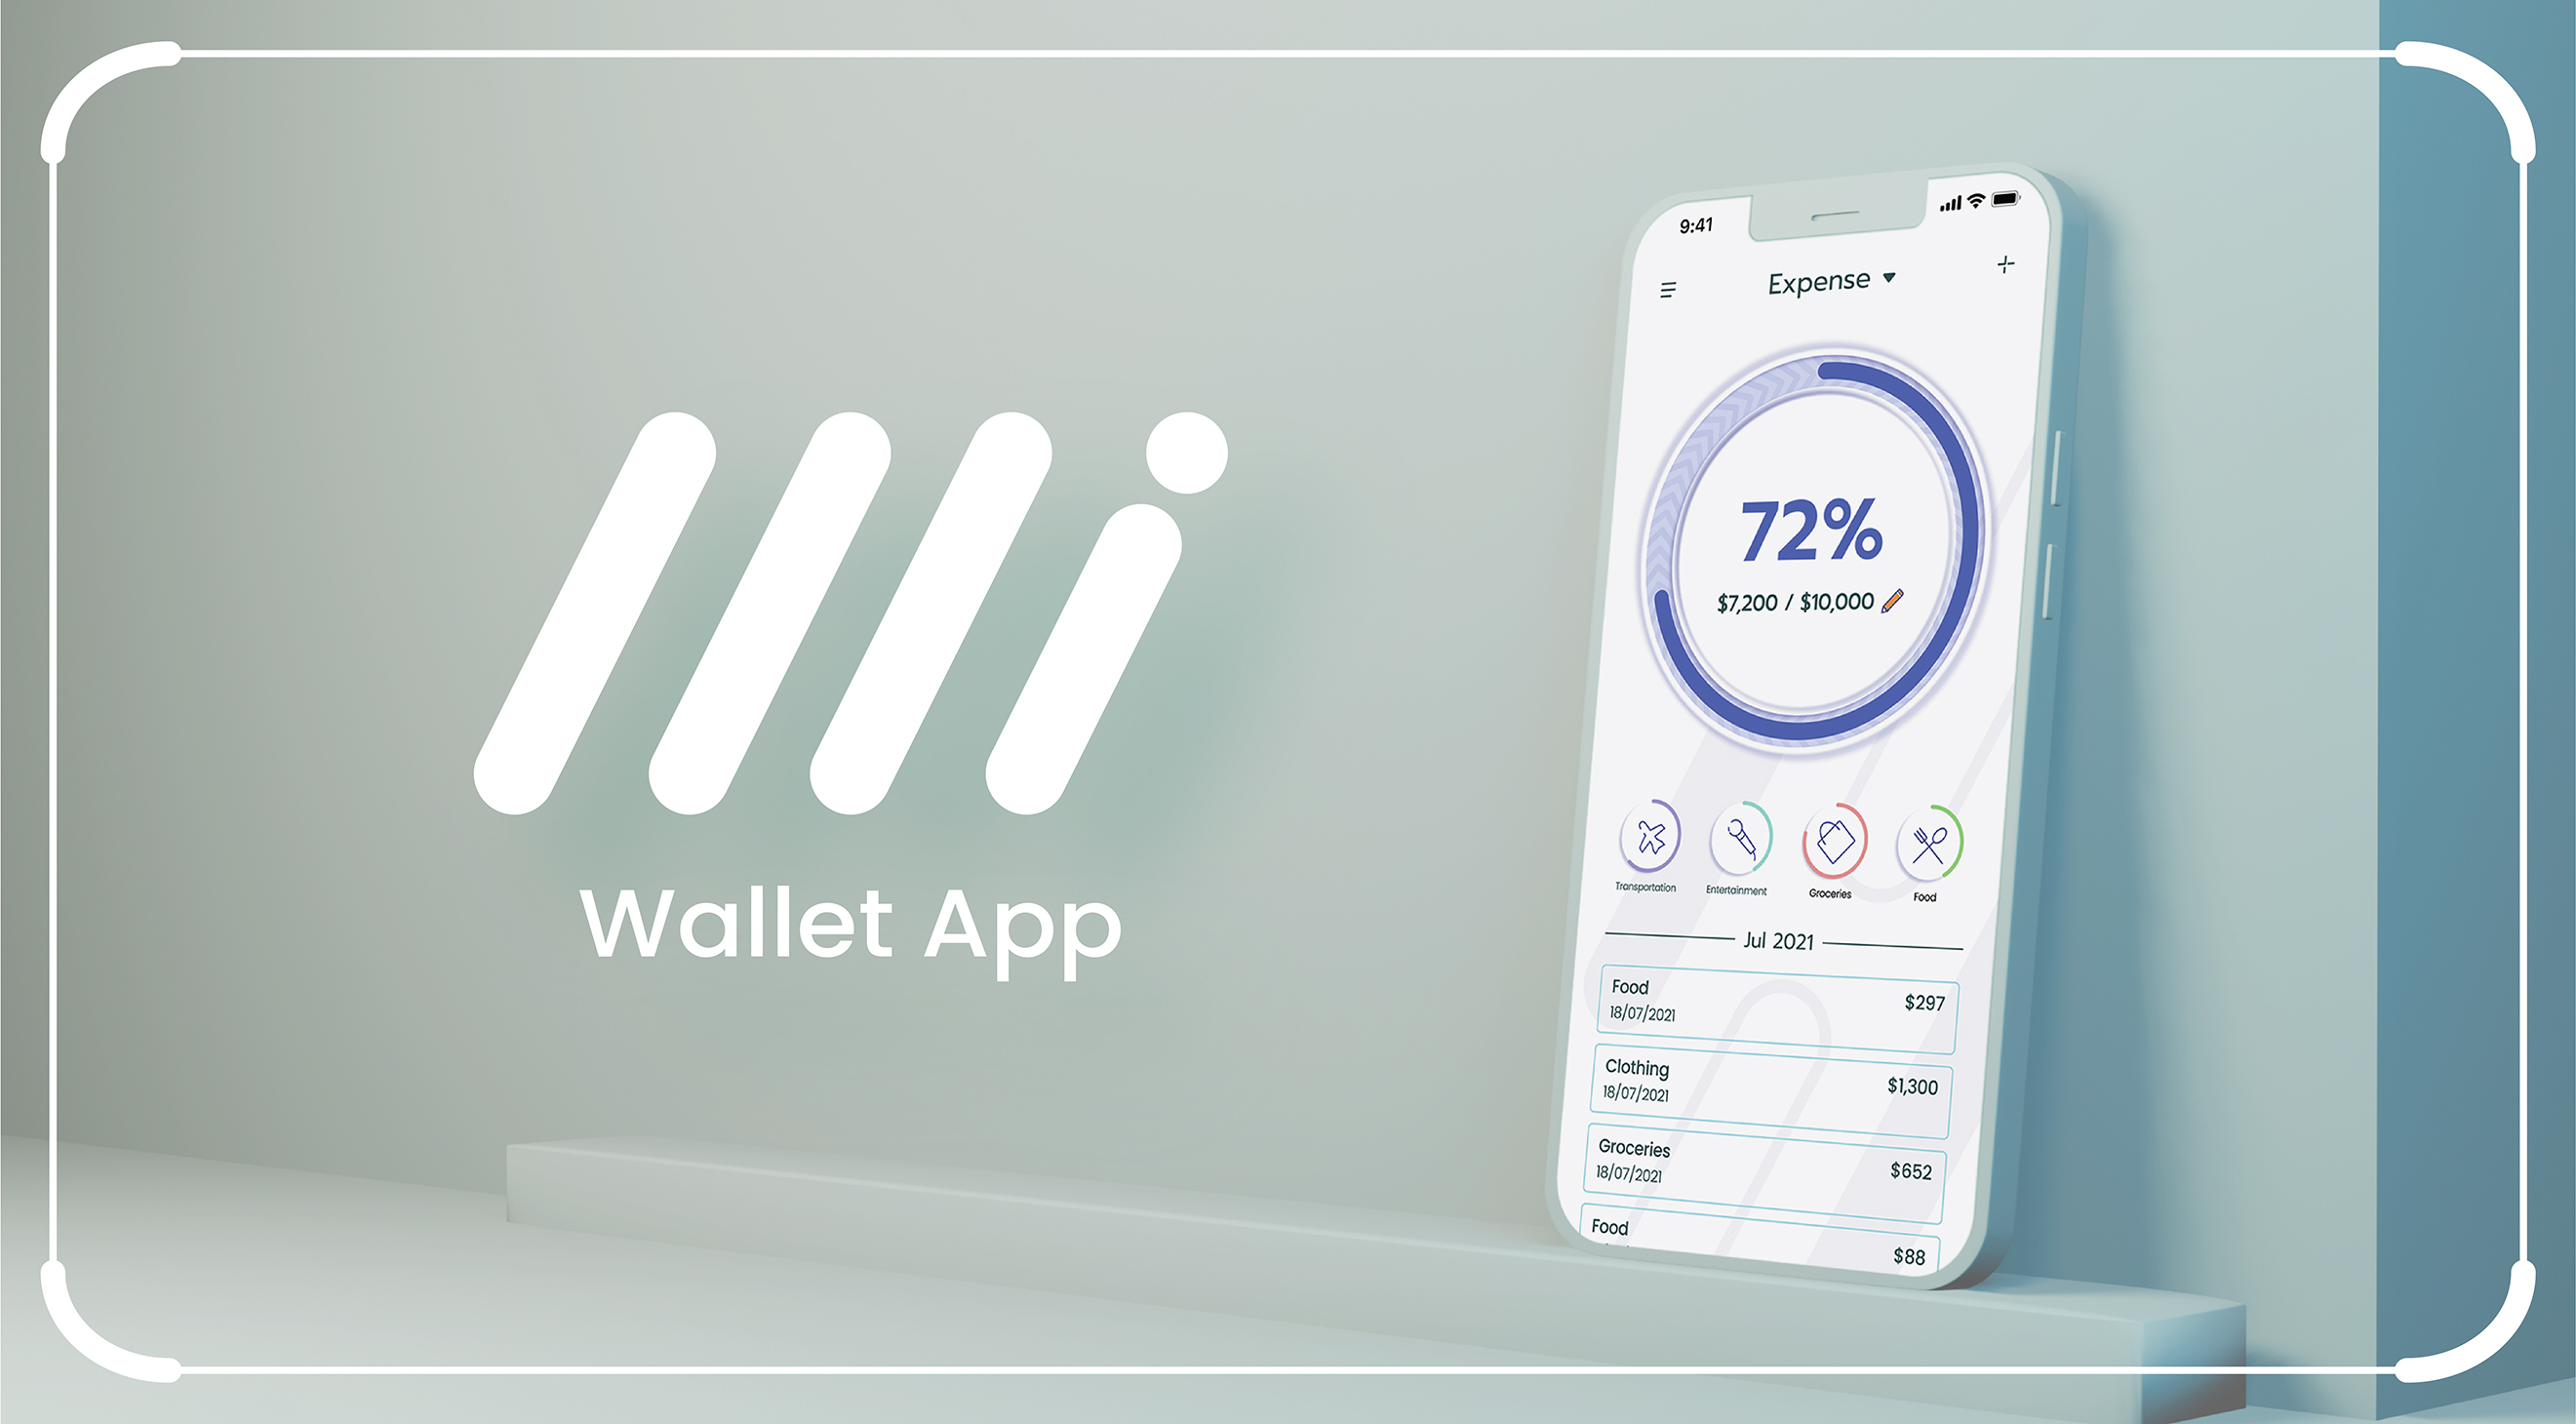 Wallet App
9:41
Expense
72%
$7,200 / $10,000
Transportation Entertainment Groceries Food
Jul 2021
Food $297
18/07/2021
Clothing $1,300
18/07/2021
Groceries $652
18/07/2021
Food $88